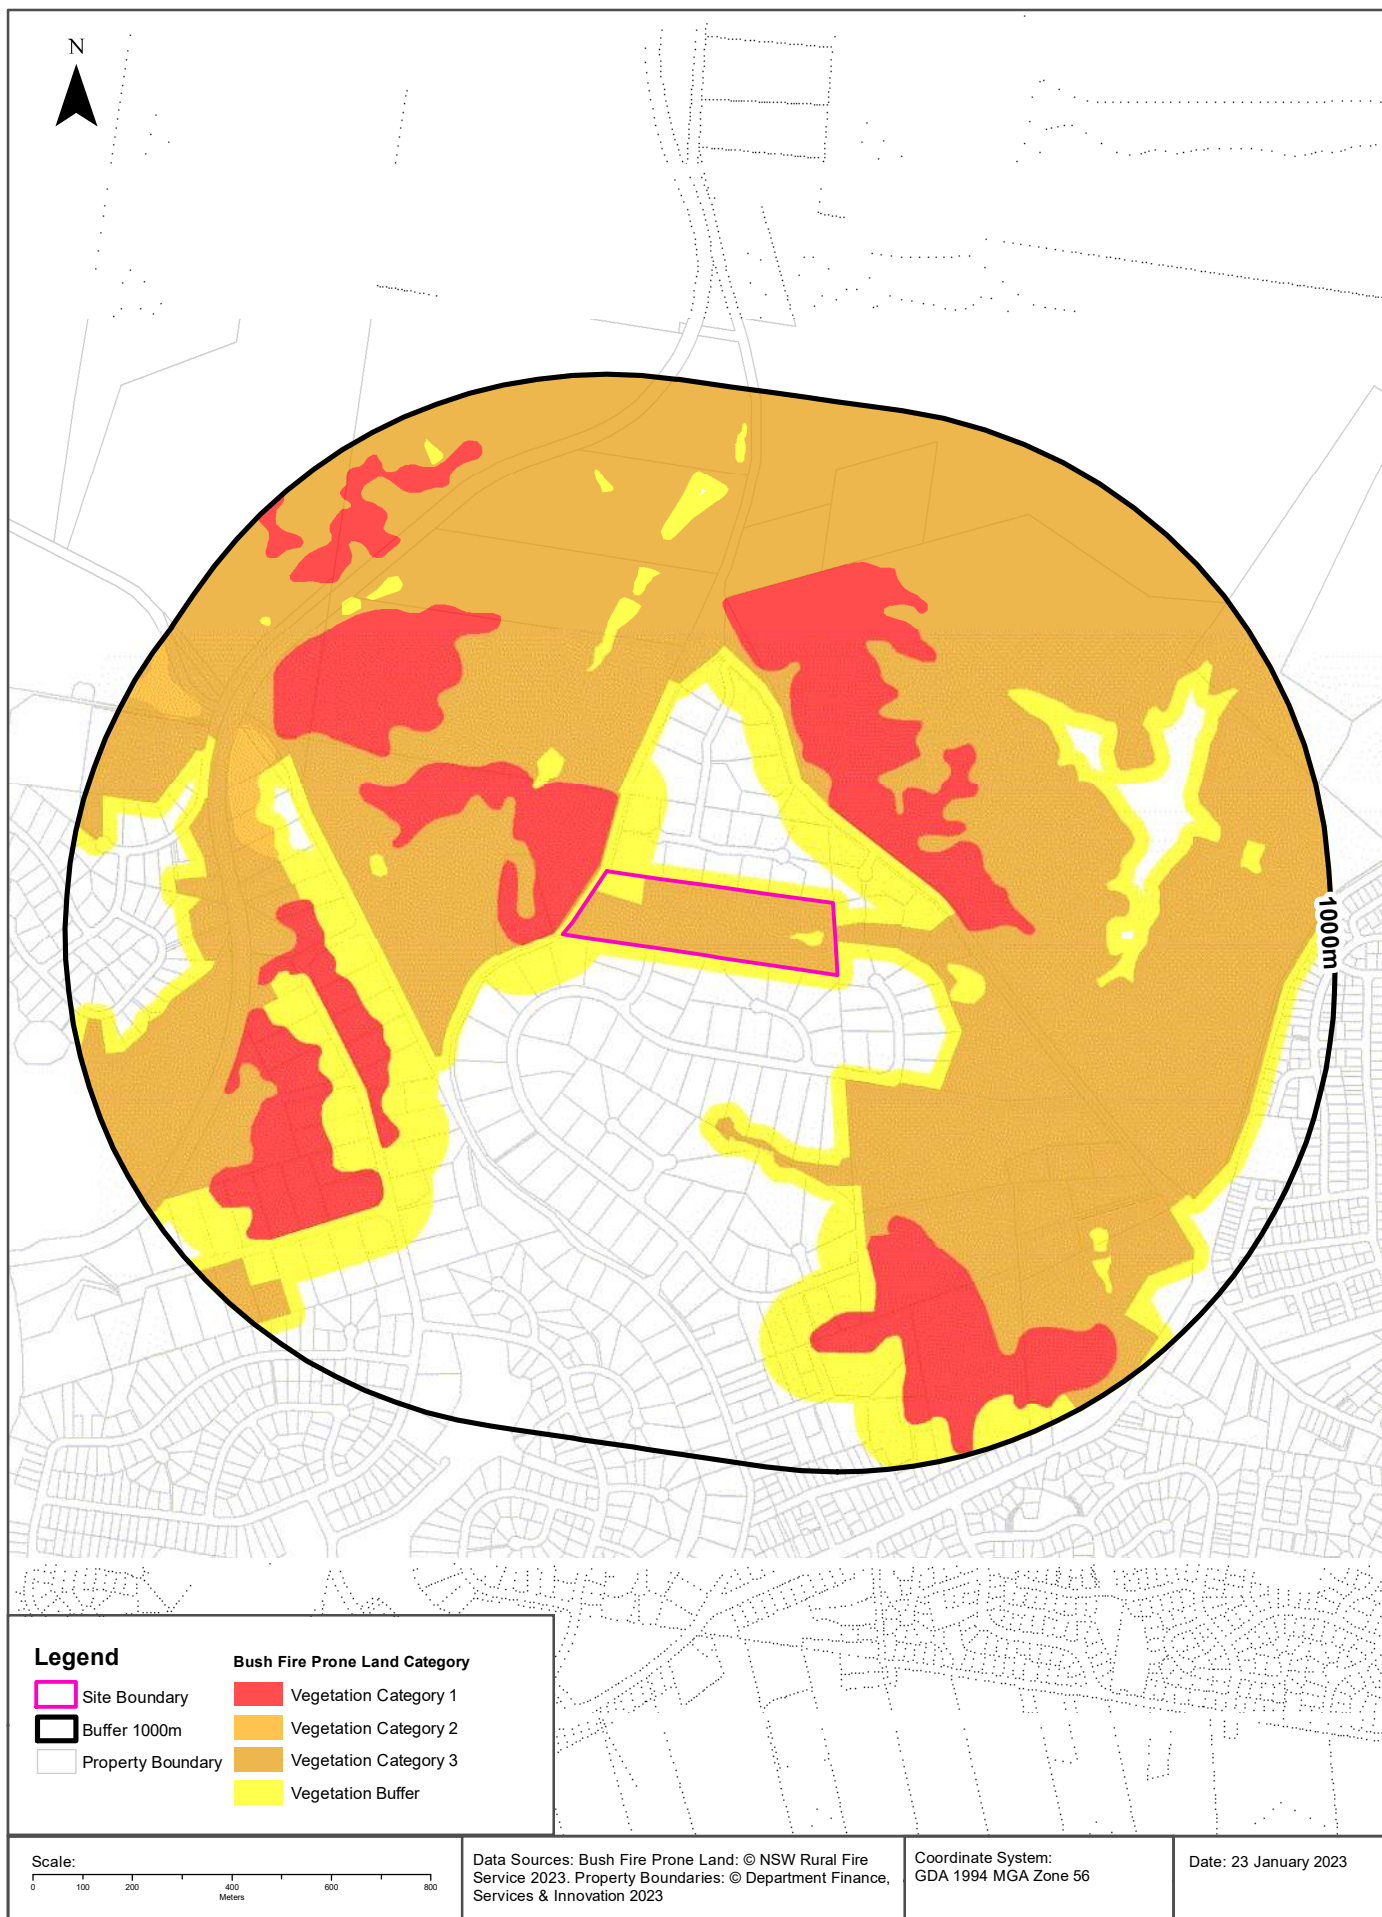 N
1000m
Legend
Site Boundary
Buffer 1000m
Property Boundary
Bush Fire Prone Land Category
Vegetation Category 1
Vegetation Category 2
Vegetation Category 3
Vegetation Buffer
Scale:
0 100 200 400 600 800
Meters
Data Sources: Bush Fire Prone Land: © NSW Rural Fire
Service 2023. Property Boundaries: © Department Finance,
Services & Innovation 2023
Coordinate System:
GDA 1994 MGA Zone 56
Date: 23 January 2023